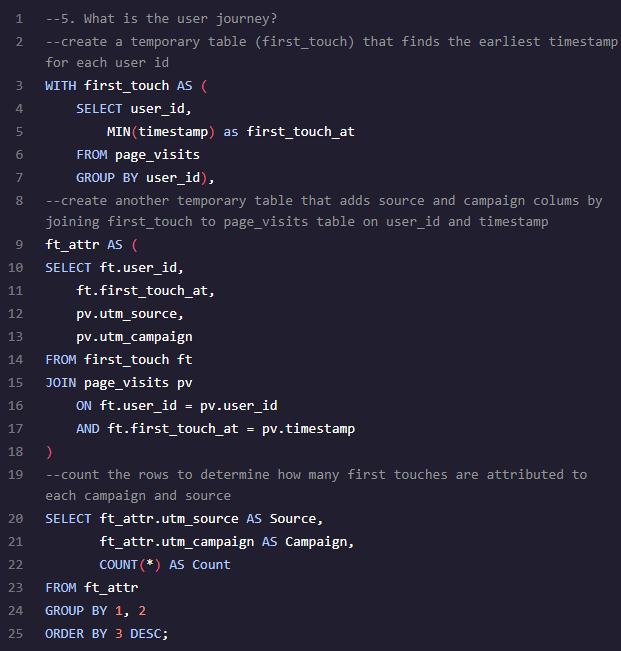 1 --5. What is the user journey?
2 --create a temporary table (first_touch) that finds the earliest timestamp
for each user id
3 WITH first_touch AS (
4     SELECT user_id,
5         MIN(timestamp) as first_touch_at
6     FROM page_visits
7     GROUP BY user_id),
8 --create another temporary table that adds source and campaign colums by
joining first_touch to page_visits table on user_id and timestamp
9 ft_attr AS (
10 SELECT ft.user_id,
11     ft.first_touch_at,
12     pv.utm_source,
13     pv.utm_campaign
14 FROM first_touch ft
15 JOIN page_visits pv
16     ON ft.user_id = pv.user_id
17     AND ft.first_touch_at = pv.timestamp
18 )
19 --count the rows to determine how many first touches are attributed to
each campaign and source
20 SELECT ft_attr.utm_source AS Source,
21        ft_attr.utm_campaign AS Campaign,
22        COUNT(*) AS Count
23 FROM ft_attr
24 GROUP BY 1, 2
25 ORDER BY 3 DESC;